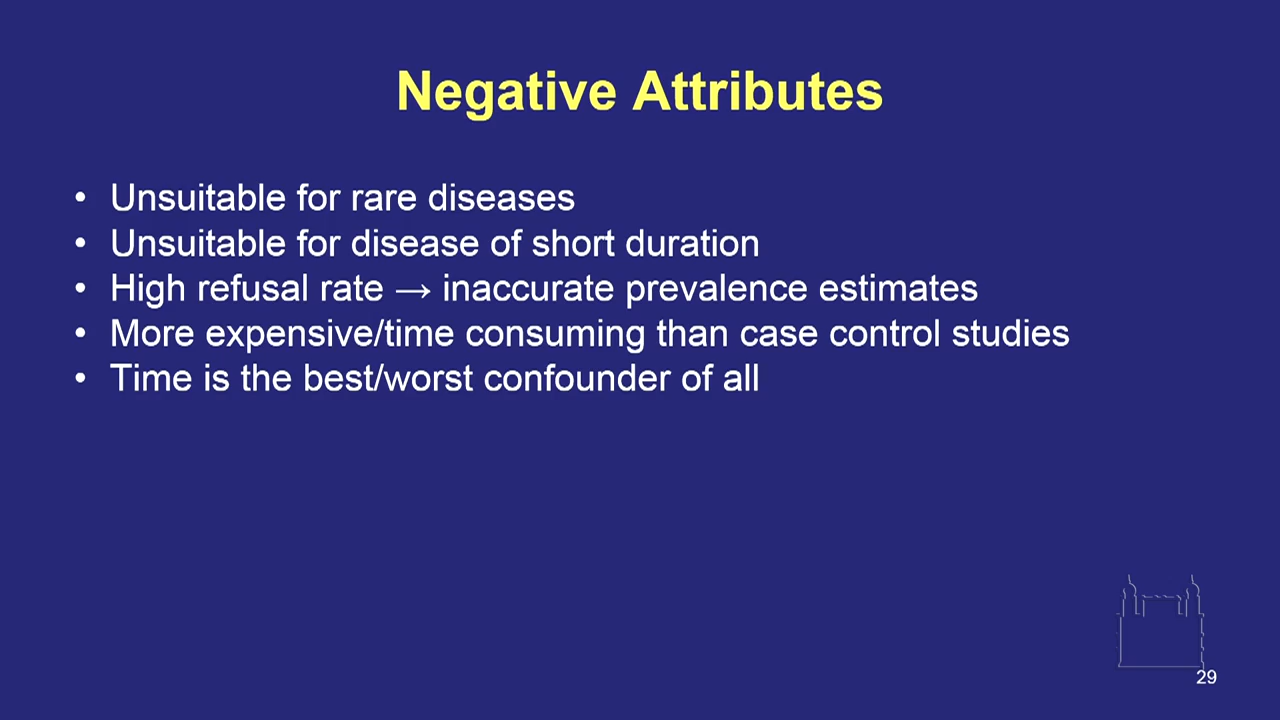 Negative Attributes
• Unsuitable for rare diseases
• Unsuitable for disease of short duration
• High refusal rate → inaccurate prevalence estimates
• More expensive/time consuming than case control studies
• Time is the best/worst confounder of all
29